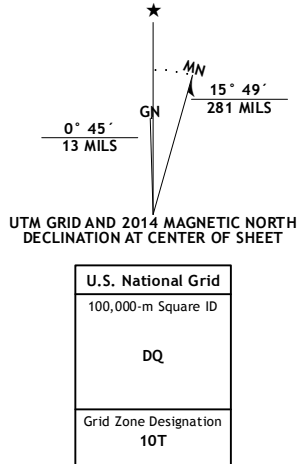 ★
MN
GN
15° 49´
281 MILS
0° 45´
13 MILS
UTM GRID AND 2014 MAGNETIC NORTH
DECLINATION AT CENTER OF SHEET
U.S. National Grid
100,000-m Square ID
DQ
Grid Zone Designation
10T